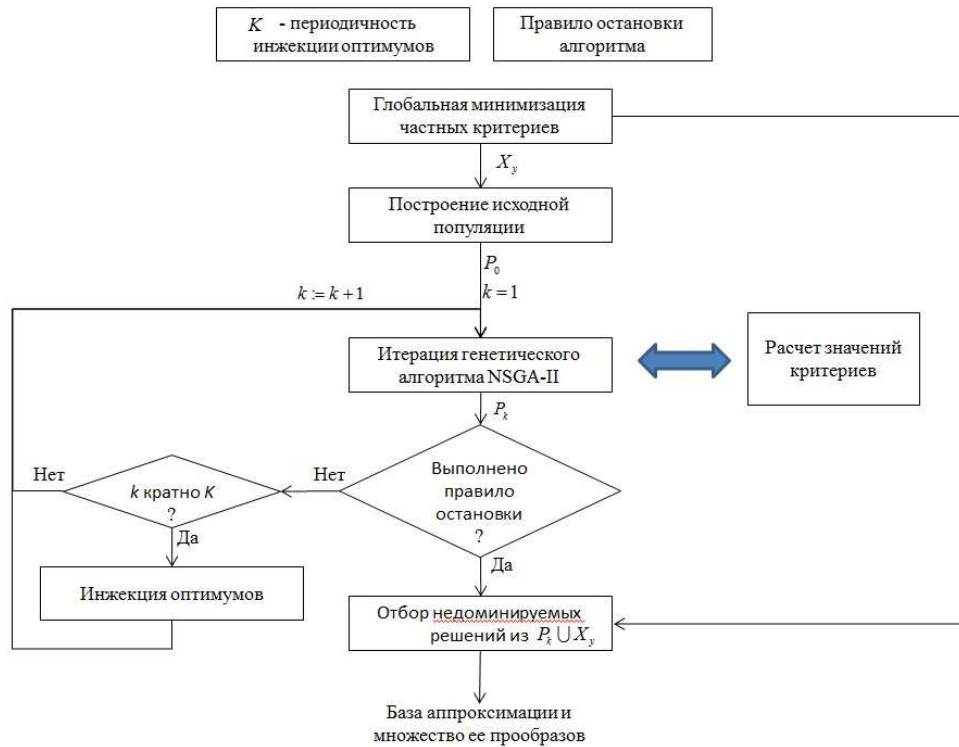 K - периодичность
инжекции оптимумов
Правило остановки
алгоритма
Глобальная минимизация
частных критериев
X_y
Построение исходной
популяции
P_0
k := k + 1
k = 1
Итерация генетического
алгоритма NSGA-II
Расчет значений
критериев
P_k
Выполнено
правило
остановки
?
Нет
k кратно K
?
Нет
Да
Да
Инжекция оптимумов
Отбор недоминируемых
решений из P_k ∪ X_y
База аппроксимации и
множество ее прообразов